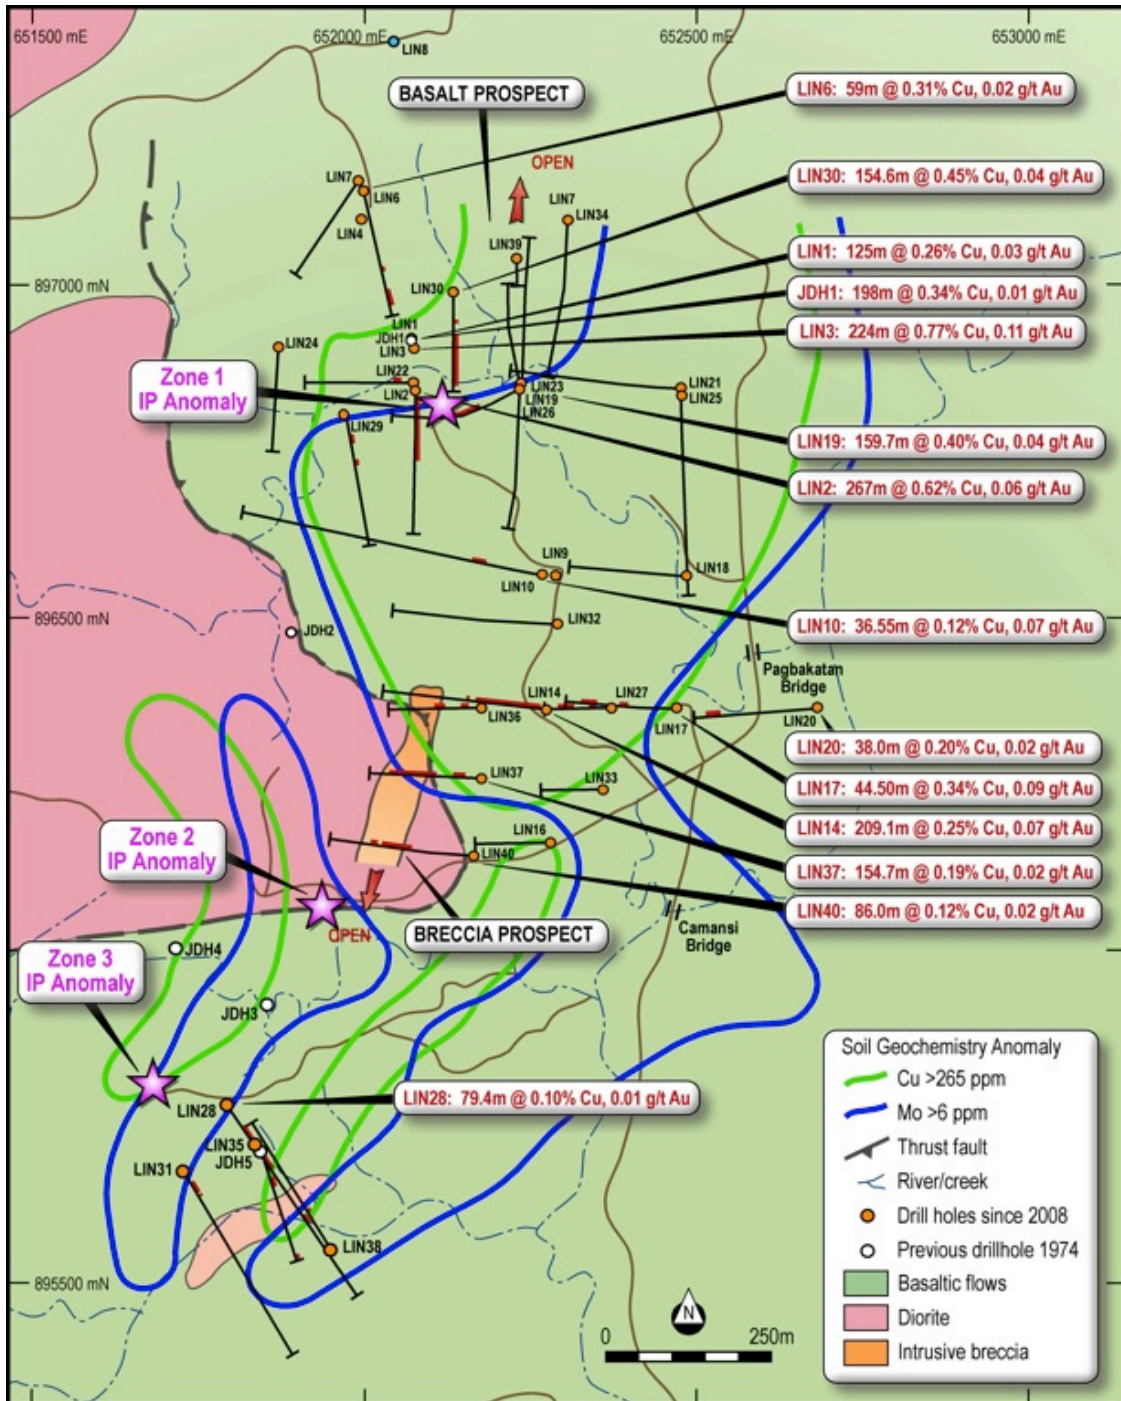 651500 mE
652000 mE
652500 mE
653000 mE
LIN8
BASALT PROSPECT
LIN6: 59m @ 0.31% Cu, 0.02 g/t Au
OPEN
LIN7
LIN6
LIN4
LIN7
LIN34
LIN30: 154.6m @ 0.45% Cu, 0.04 g/t Au
LIN39
LIN1: 125m @ 0.26% Cu, 0.03 g/t Au
897000 mN
LIN30
JDH1: 198m @ 0.34% Cu, 0.01 g/t Au
LIN1
JDH1
LIN3
LIN3: 224m @ 0.77% Cu, 0.11 g/t Au
LIN24
Zone 1
IP Anomaly
LIN22
LIN2
LIN23
LIN19
LIN26
LIN21
LIN25
LIN29
LIN19: 159.7m @ 0.40% Cu, 0.04 g/t Au
LIN2: 267m @ 0.62% Cu, 0.06 g/t Au
LIN9
LIN10
LIN18
896500 mN
LIN32
LIN10: 36.55m @ 0.12% Cu, 0.07 g/t Au
JDH2
Pagbakatan
Bridge
LIN14
LIN27
LIN36
LIN17
LIN20
LIN20: 38.0m @ 0.20% Cu, 0.02 g/t Au
LIN37
LIN33
LIN17: 44.50m @ 0.34% Cu, 0.09 g/t Au
LIN14: 209.1m @ 0.25% Cu, 0.07 g/t Au
Zone 2
IP Anomaly
LIN16
LIN40
LIN37: 154.7m @ 0.19% Cu, 0.02 g/t Au
LIN40: 86.0m @ 0.12% Cu, 0.02 g/t Au
OPEN
BREccIA PROSPECT
Camansi
Bridge
JDH4
Zone 3
IP Anomaly
JDH3
LIN28
LIN28: 79.4m @ 0.10% Cu, 0.01 g/t Au
LIN35
JDH5
LIN31
LIN38
895500 mN
N
0
250m
Soil Geochemistry Anomaly
Cu >265 ppm
Mo >6 ppm
Thrust fault
River/creek
Drill holes since 2008
Previous drillhole 1974
Basaltic flows
Diorite
Intrusive breccia